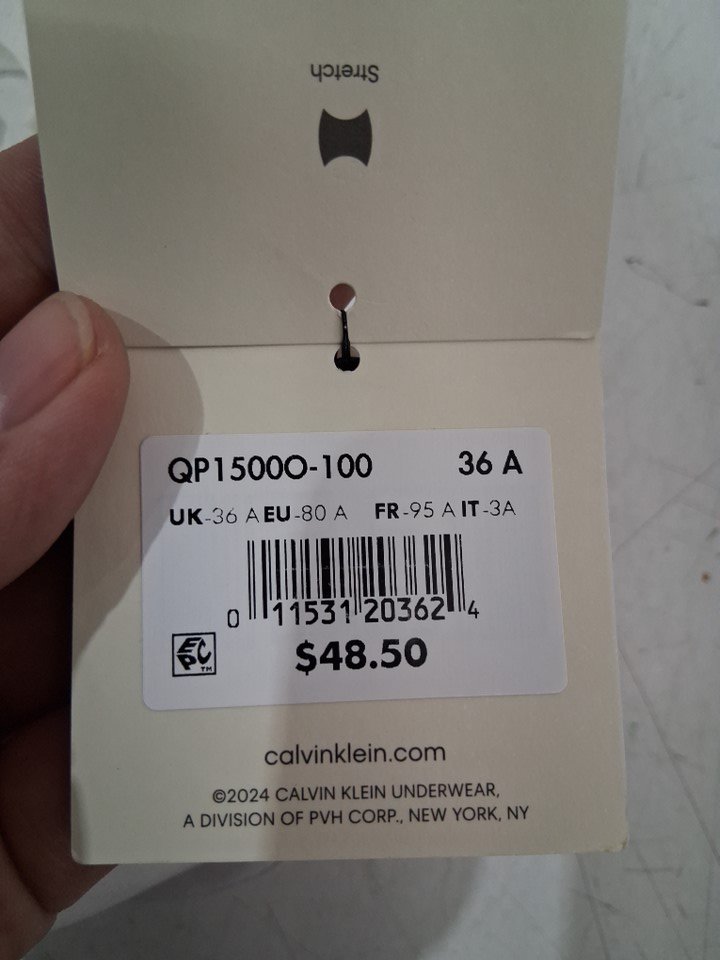 Stretch
QP1500O-100 36 A
UK-36 A EU-80 A FR-95 A IT-3A
0 11531 20362 4
EPC™
$48.50
calvinklein.com
©2024 CALVIN KLEIN UNDERWEAR,
A DIVISION OF PVH CORP., NEW YORK, NY